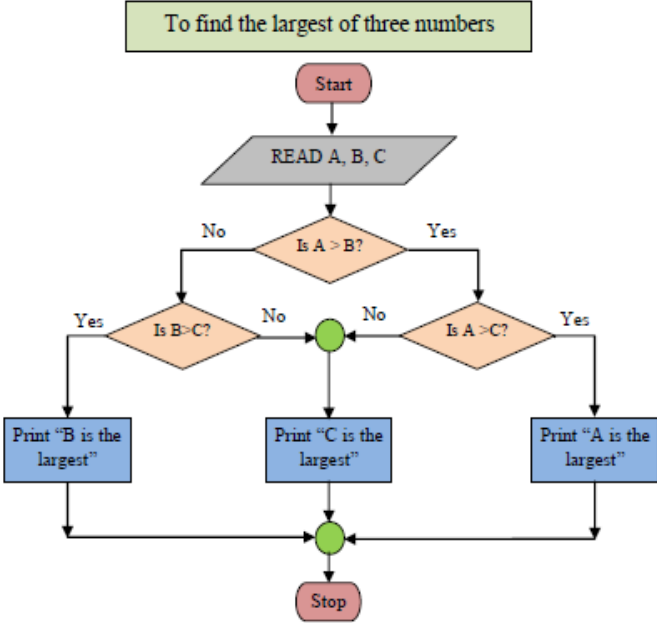 To find the largest of three numbers
Start
READ A, B, C
Is A > B?
No
Yes
Is B>C?
Yes
No
Is A >C?
No
Yes
Print “B is the
largest”
Print “C is the
largest”
Print “A is the
largest”
Stop